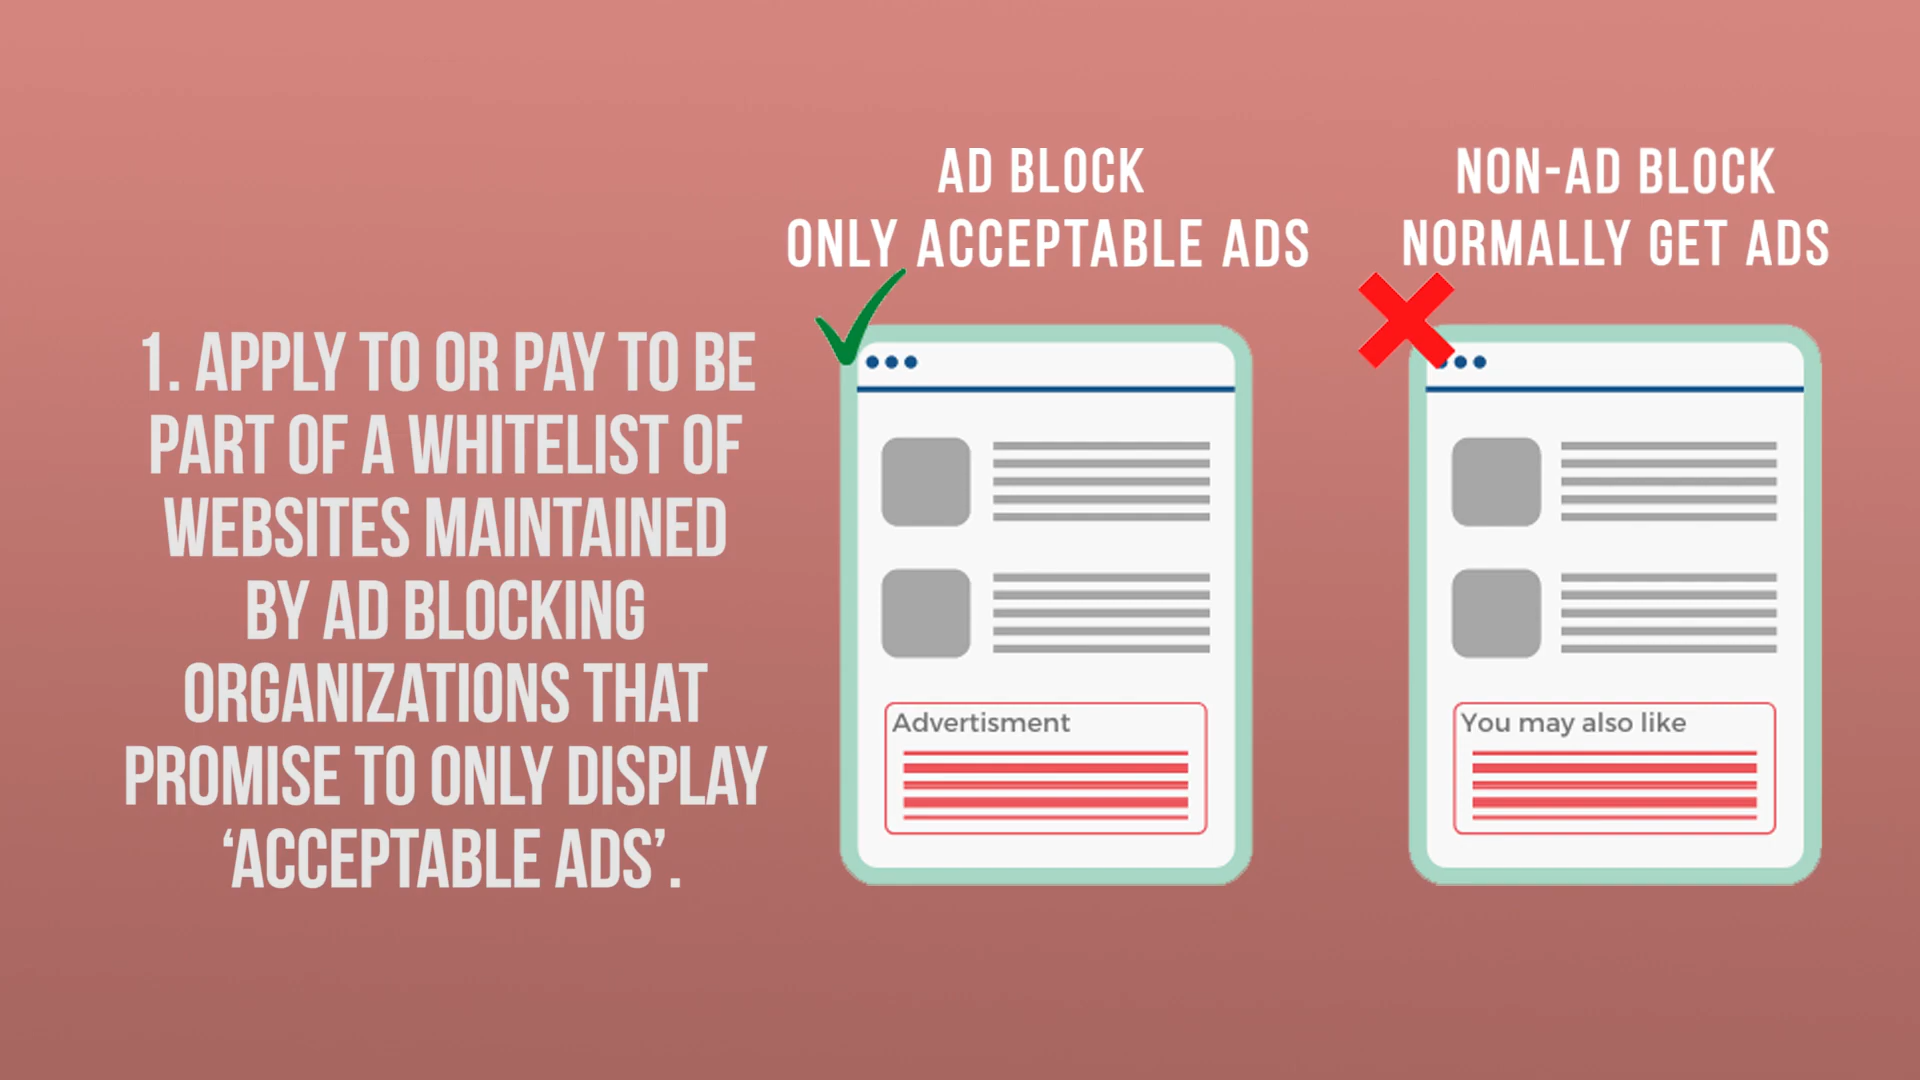 1. APPLY TO OR PAY TO BE
PART OF A WHITELIST OF
WEBSITES MAINTAINED
BY AD BLOCKING
ORGANIZATIONS THAT
PROMISE TO ONLY DISPLAY
‘ACCEPTABLE ADS’.
AD BLOCK
ONLY ACCEPTABLE ADS
Advertisment
NON-AD BLOCK
NORMALLY GET ADS
You may also like